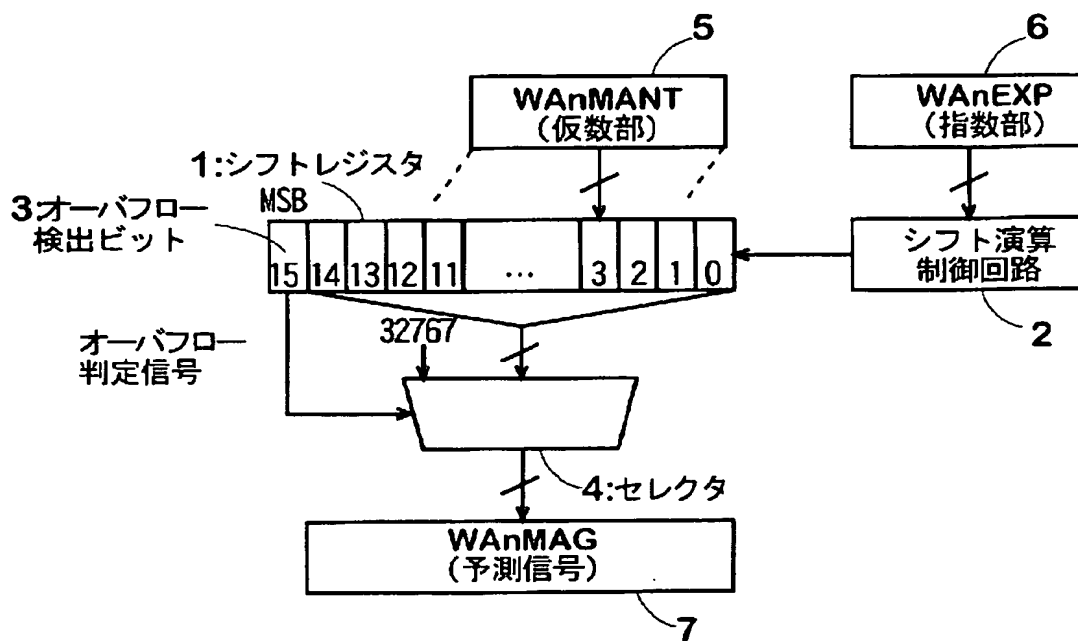 5
6
WAnMANT
(仮数部)
WAnEXP
(指数部)
1:シフトレジスタ
MSB
3:オーバフロー
検出ビット
15 14 13 12 11 ... 3 2 1 0
シフト演算
制御回路
2
32767
オーバフロー
判定信号
4:セレクタ
WAnMAG
(予測信号)
7